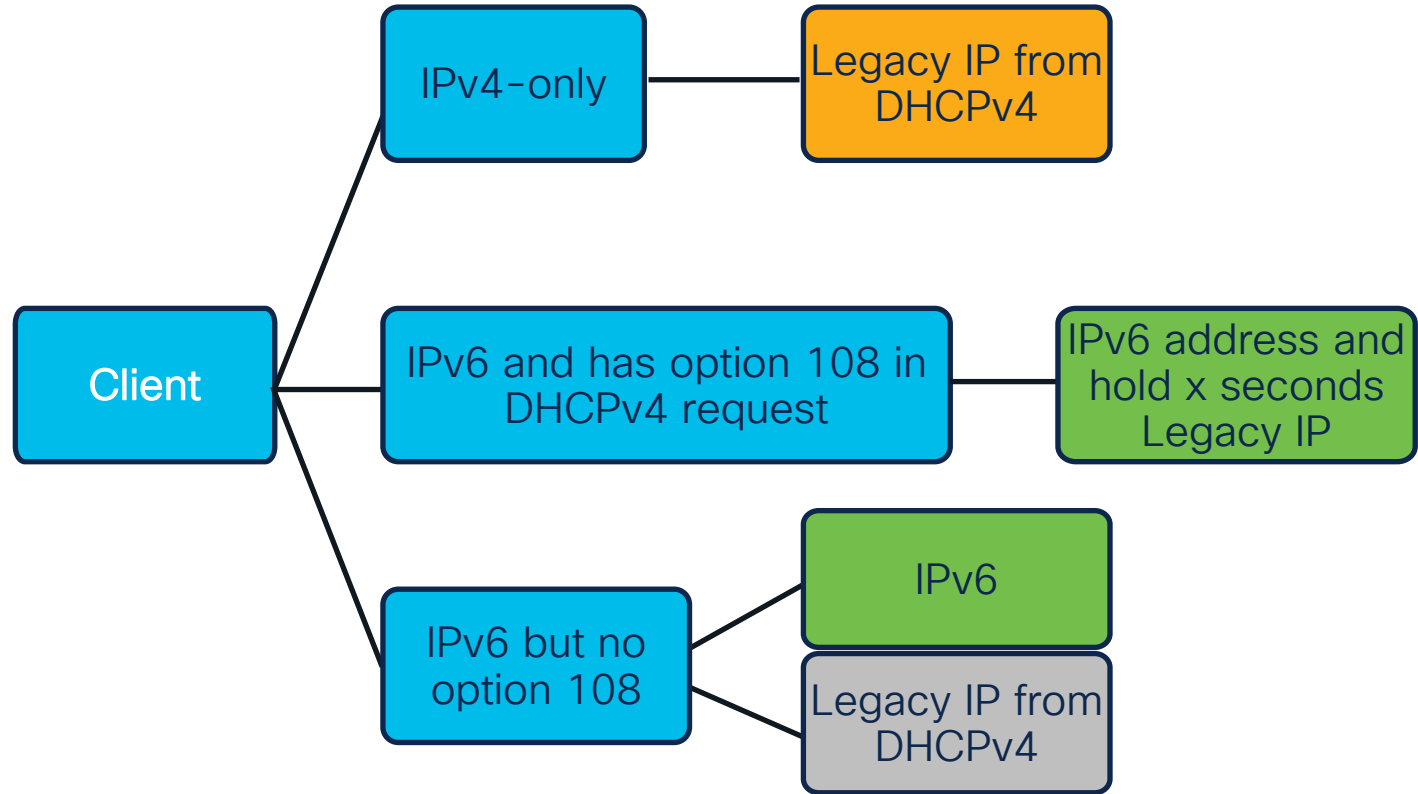 IPv4-only
Legacy IP from
DHCPv4
Client
IPv6 and has option 108 in
DHCPv4 request
IPv6 address and
hold x seconds
Legacy IP
IPv6 but no
option 108
IPv6
Legacy IP from
DHCPv4